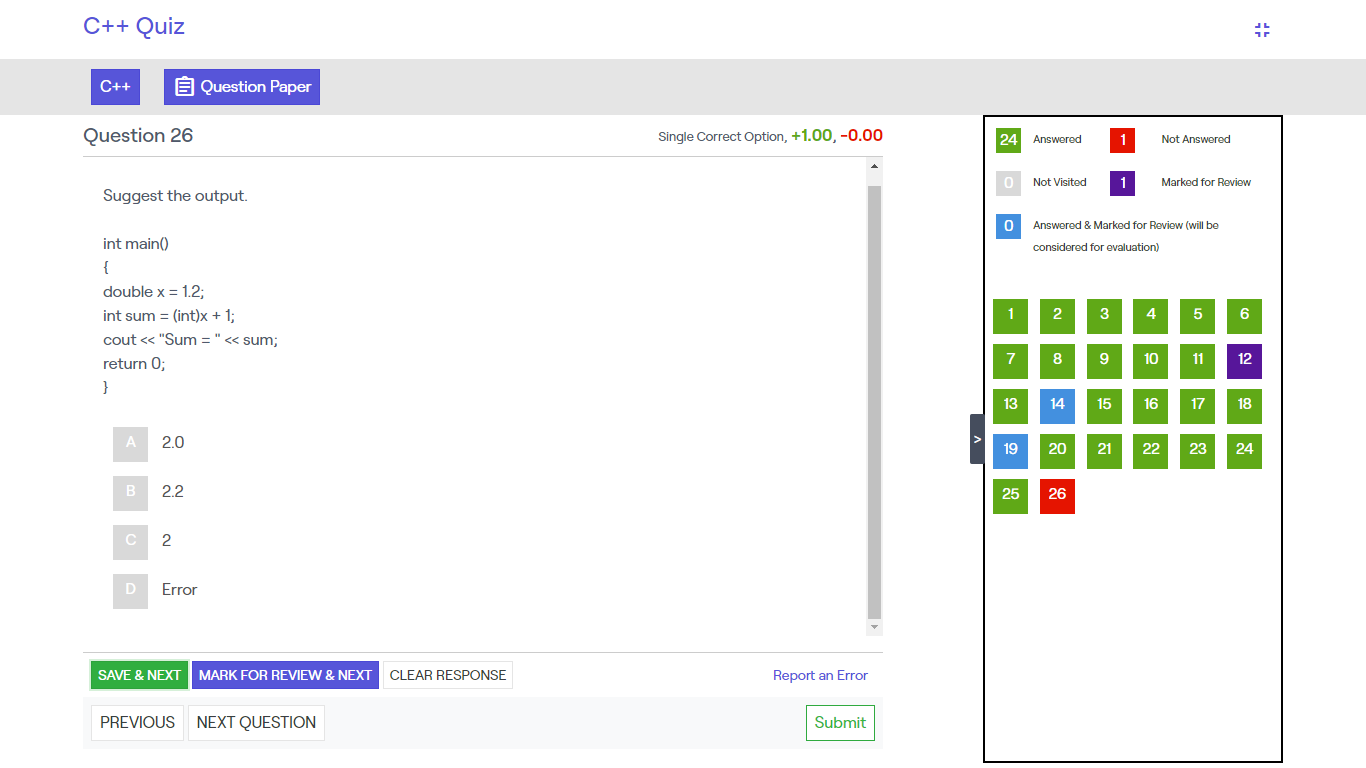 C++ Quiz
C++
Question Paper
Question 26
Single Correct Option, +1.00, -0.00
Suggest the output.
int main()
{
double x = 1.2;
int sum = (int)x + 1;
cout << "Sum = " << sum;
return 0;
}
A 2.0
B 2.2
C 2
D Error
SAVE & NEXT
MARK FOR REVIEW & NEXT
CLEAR RESPONSE
Report an Error
PREVIOUS
NEXT QUESTION
Submit
24 Answered 1 Not Answered
0 Not Visited 1 Marked for Review
0 Answered & Marked for Review (will be
considered for evaluation)
>
1 2 3 4 5 6
7 8 9 10 11 12
13 14 15 16 17 18
19 20 21 22 23 24
25 26